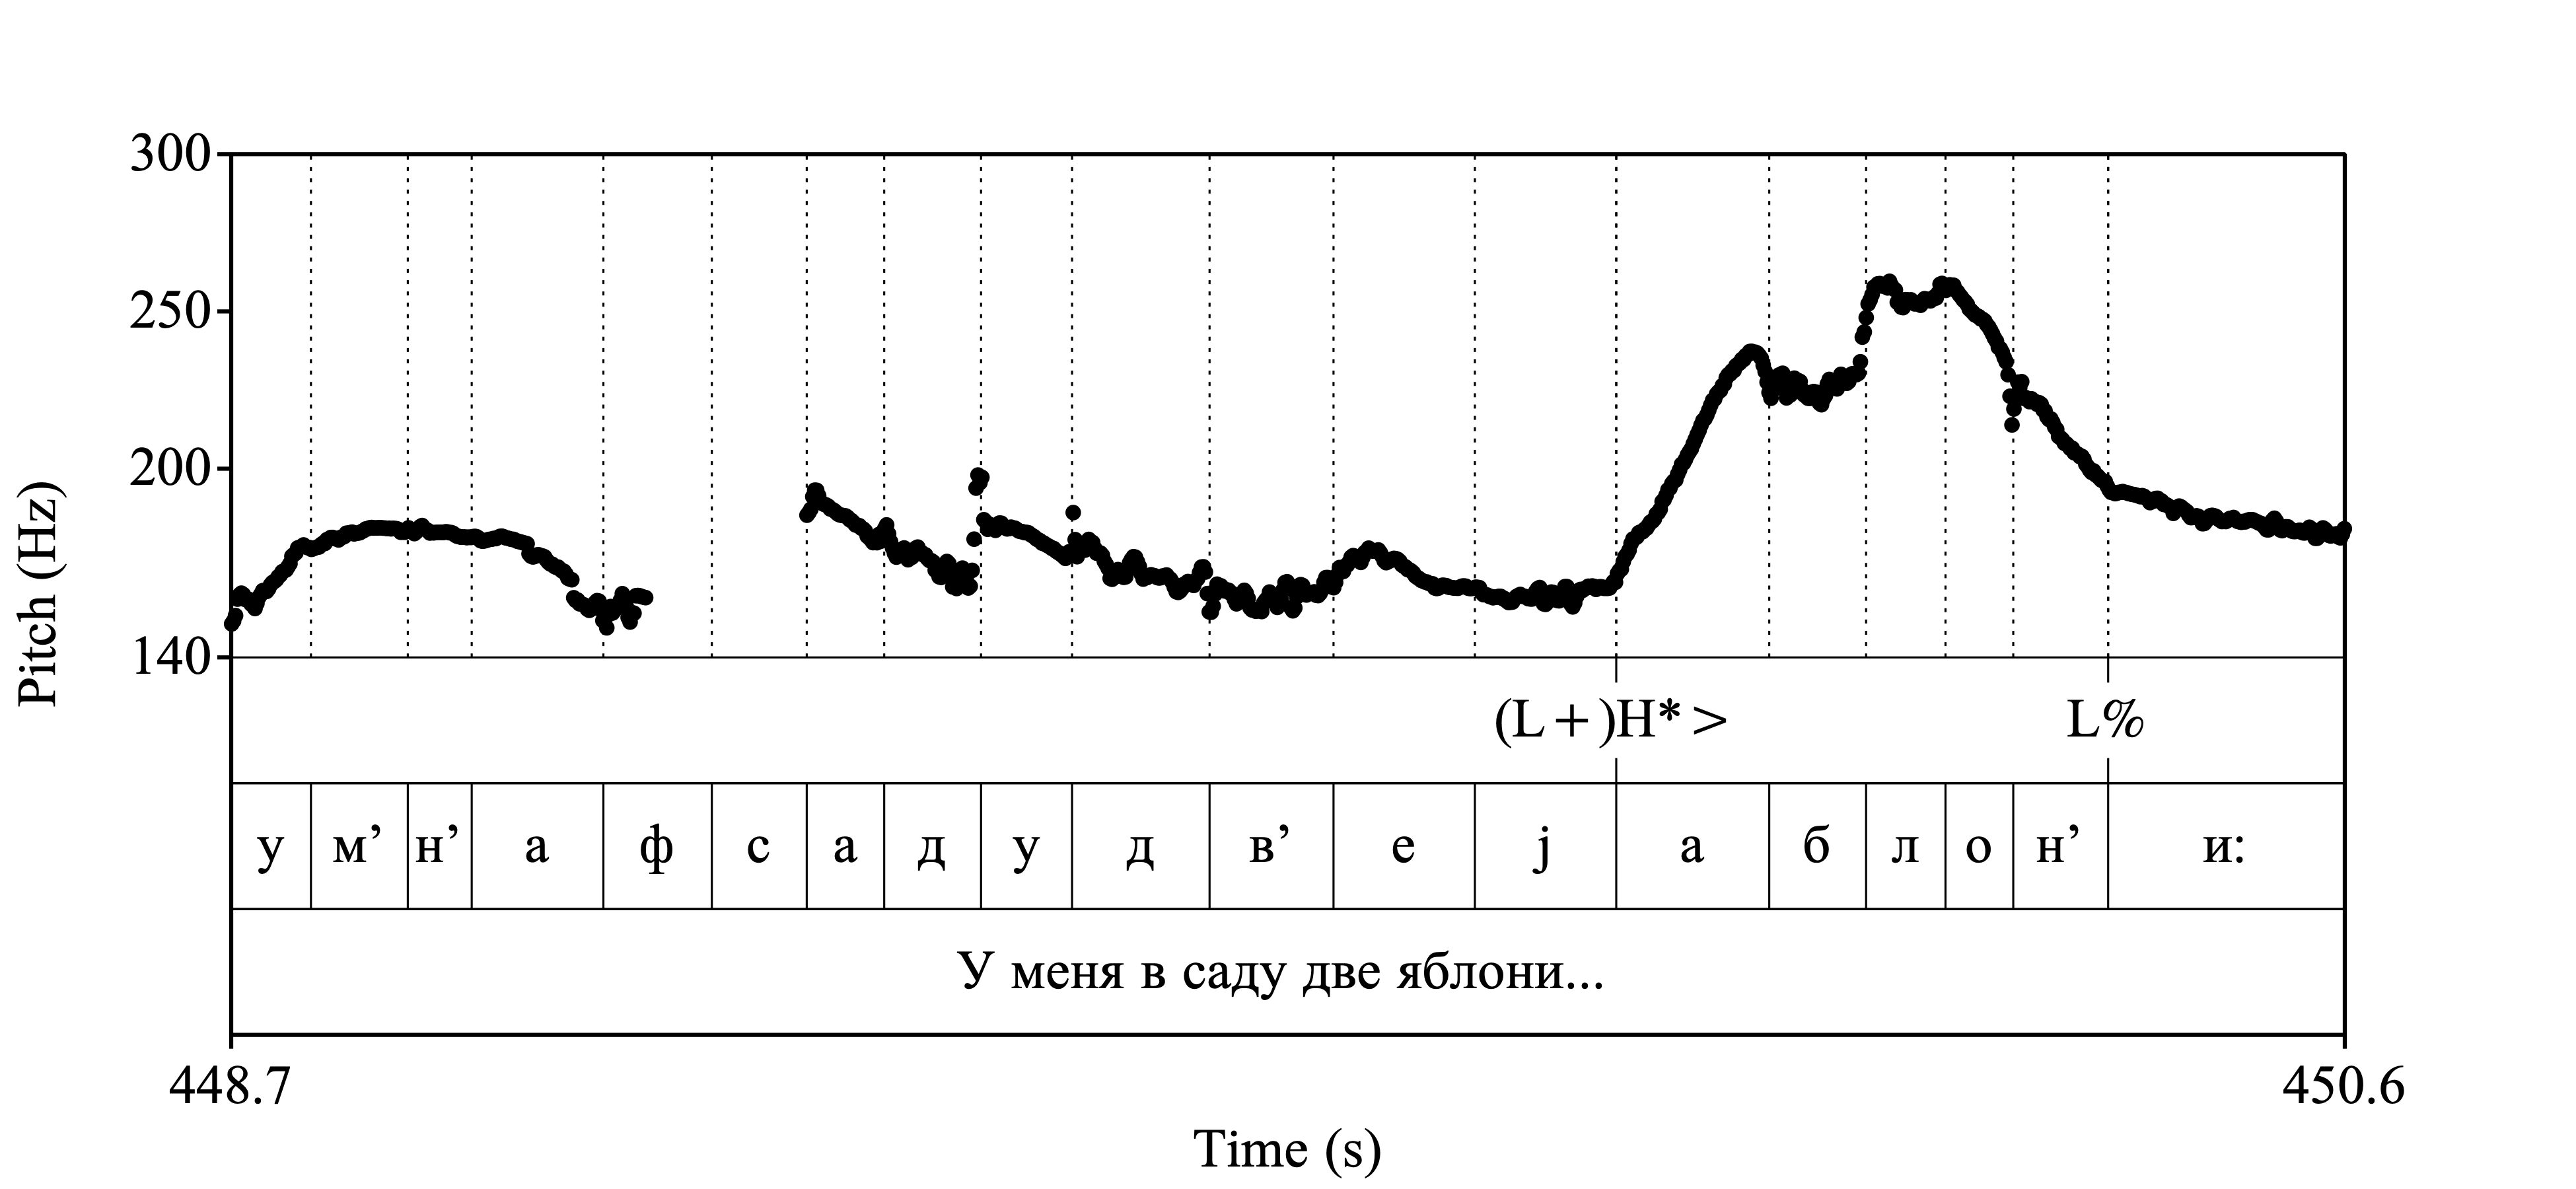 300
250
200
140
Pitch (Hz)
(L+)H*> L%
у м’ н’ а ф с а д у д в’ е j а б л о н’ и:
У меня в саду две яблони...
448.7 450.6
Time (s)